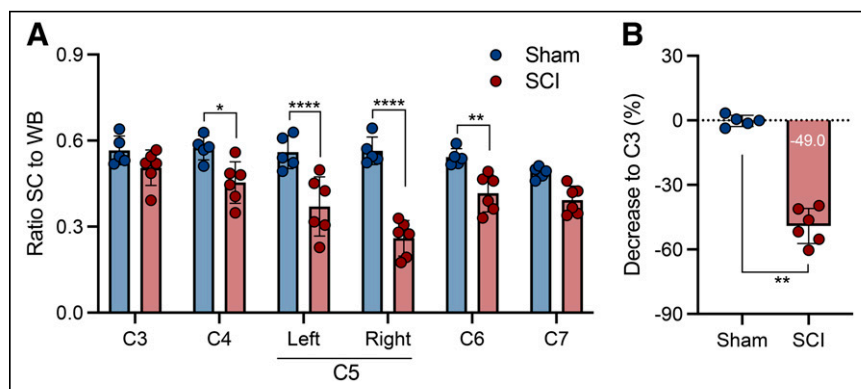 A
Ratio SC to WB
0.9
0.6
0.3
0.0
Sham
SCI
*
****
****
**
C3
C4
Left
Right
C6
C7
C5
B
Decrease to C3 (%)
30
0
-30
-60
-90
-49.0
**
Sham
SCI